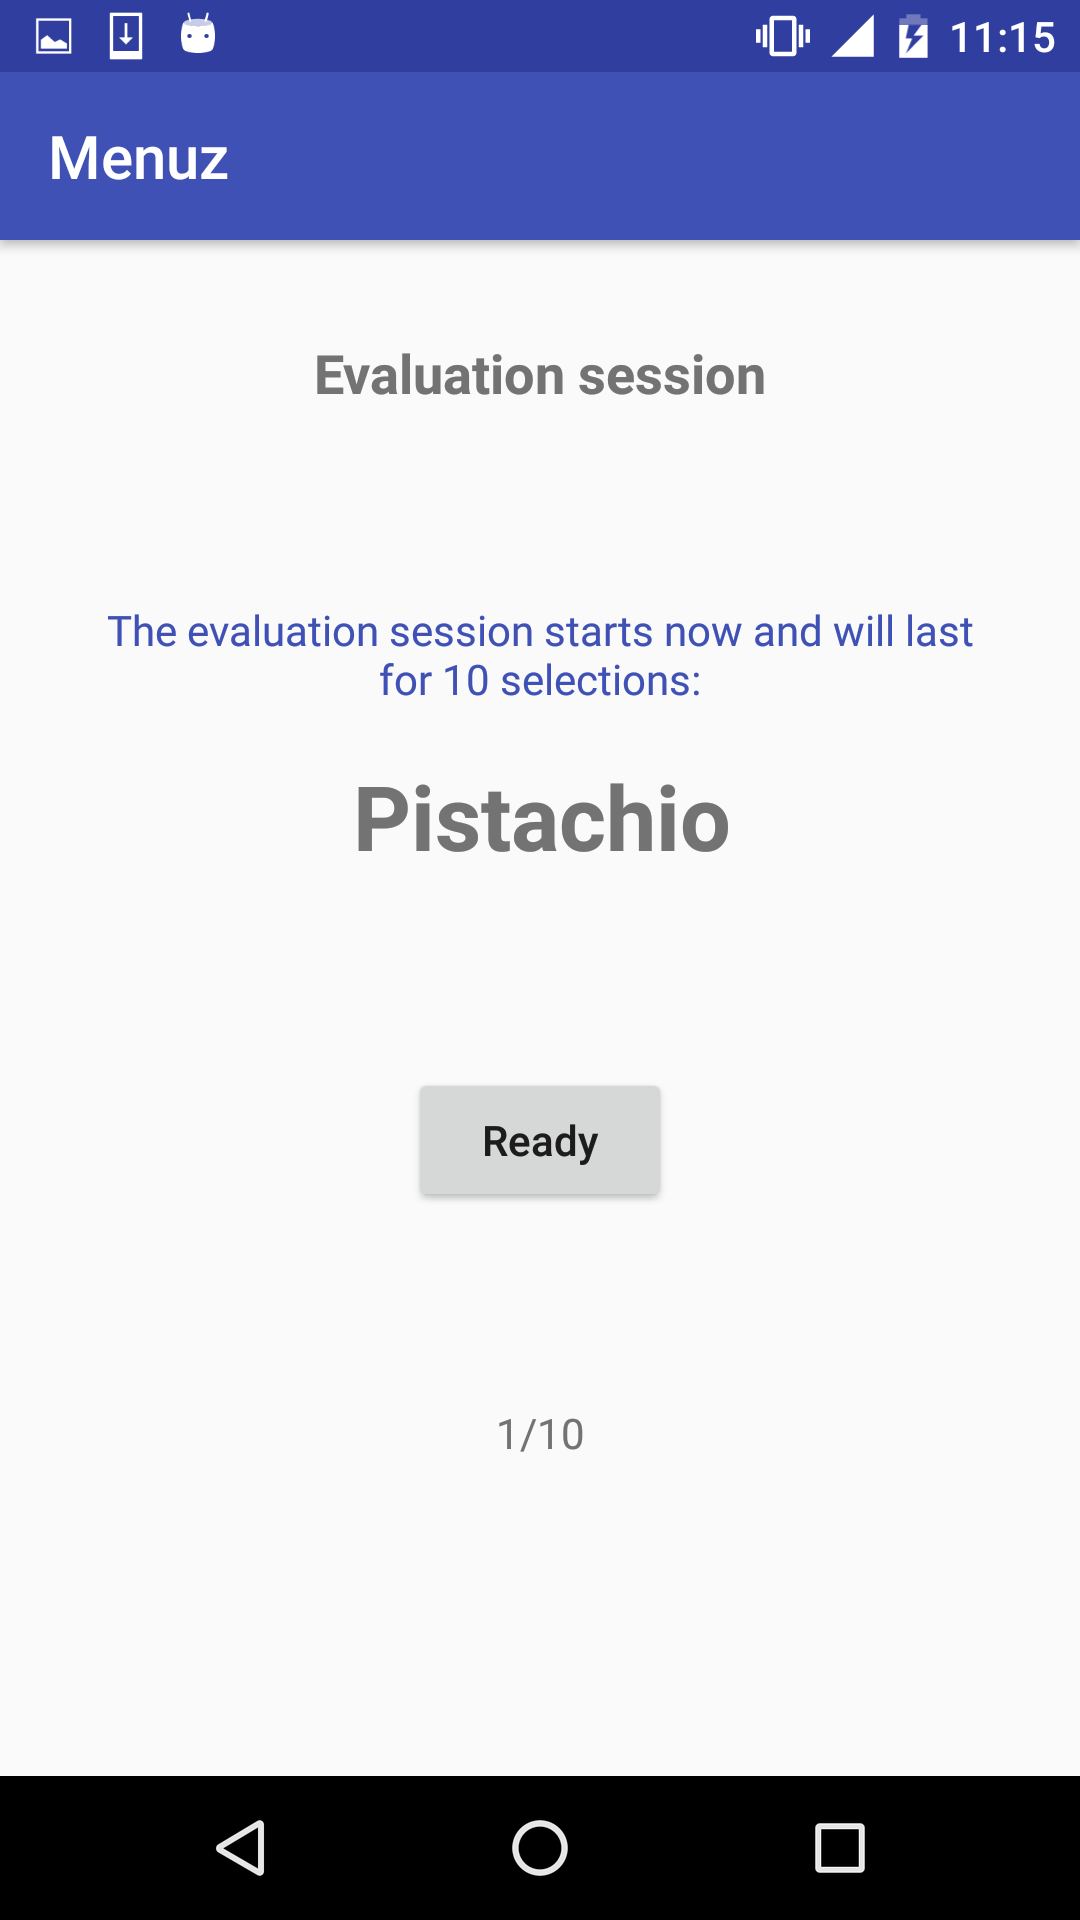 11:15
Menuz
Evaluation session
The evaluation session starts now and will last
for 10 selections:
Pistachio
Ready
1/10